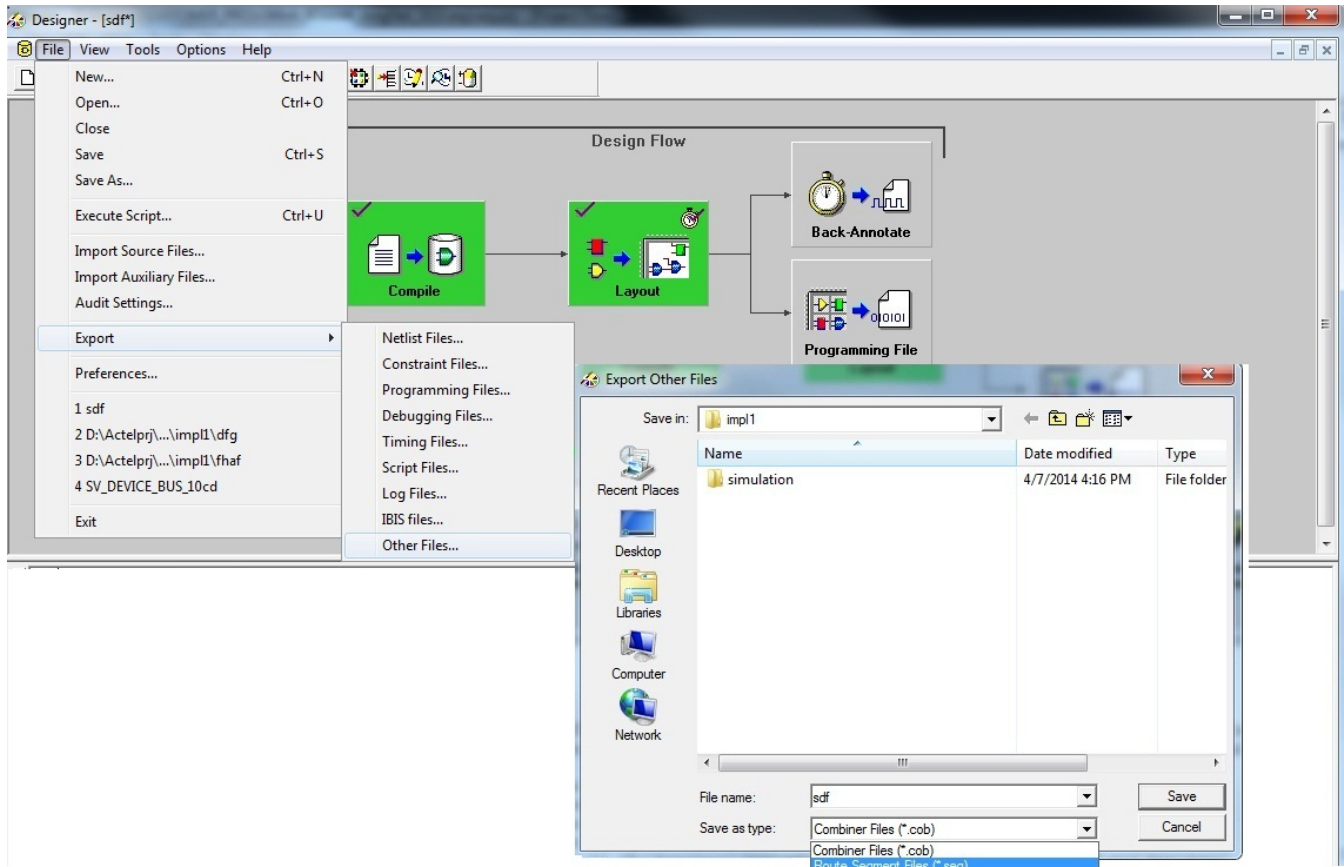 Designer - [sdf*]
File View Tools Options Help
New... Ctrl+N
Open... Ctrl+O
Close
Save Ctrl+S
Save As...
Execute Script... Ctrl+U
Import Source Files...
Import Auxiliary Files...
Audit Settings...
Export
Preferences...
1 sdf
2 D:\Actelprj\...\impl1\dfg
3 D:\Actelprj\...\impl1\fhaf
4 SV_DEVICE_BUS_10cd
Exit
Netlist Files...
Constraint Files...
Programming Files...
Debugging Files...
Timing Files...
Script Files...
Log Files...
IBIS files...
Other Files...
Design Flow
Compile
Layout
Back-Annotate
010101
Programming File
Export Other Files
Save in: impl1
Name Date modified Type
simulation 4/7/2014 4:16 PM File folder
Recent Places
Desktop
Libraries
Computer
Network
File name: sdf Save
Save as type: Combiner Files (*.cob) Cancel
Combiner Files (*.cob)
Route Segment Files (*.seg)